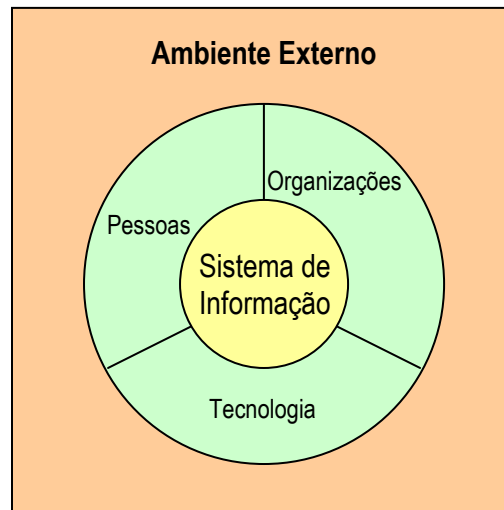 Ambiente Externo
Organizações
Pessoas
Sistema de
Informação
Tecnologia